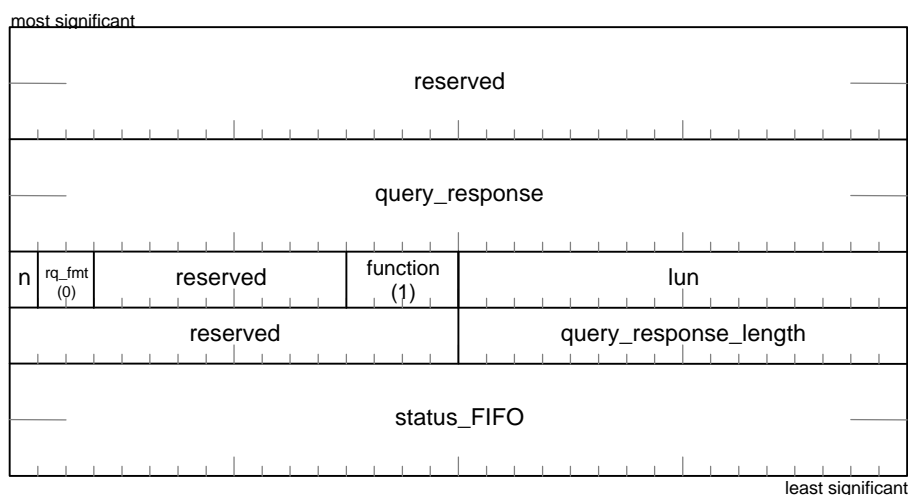 most significant
reserved
query_response
n rq_fmt reserved function lun
(0) (1)
reserved query_response_length
status_FIFO
least significant